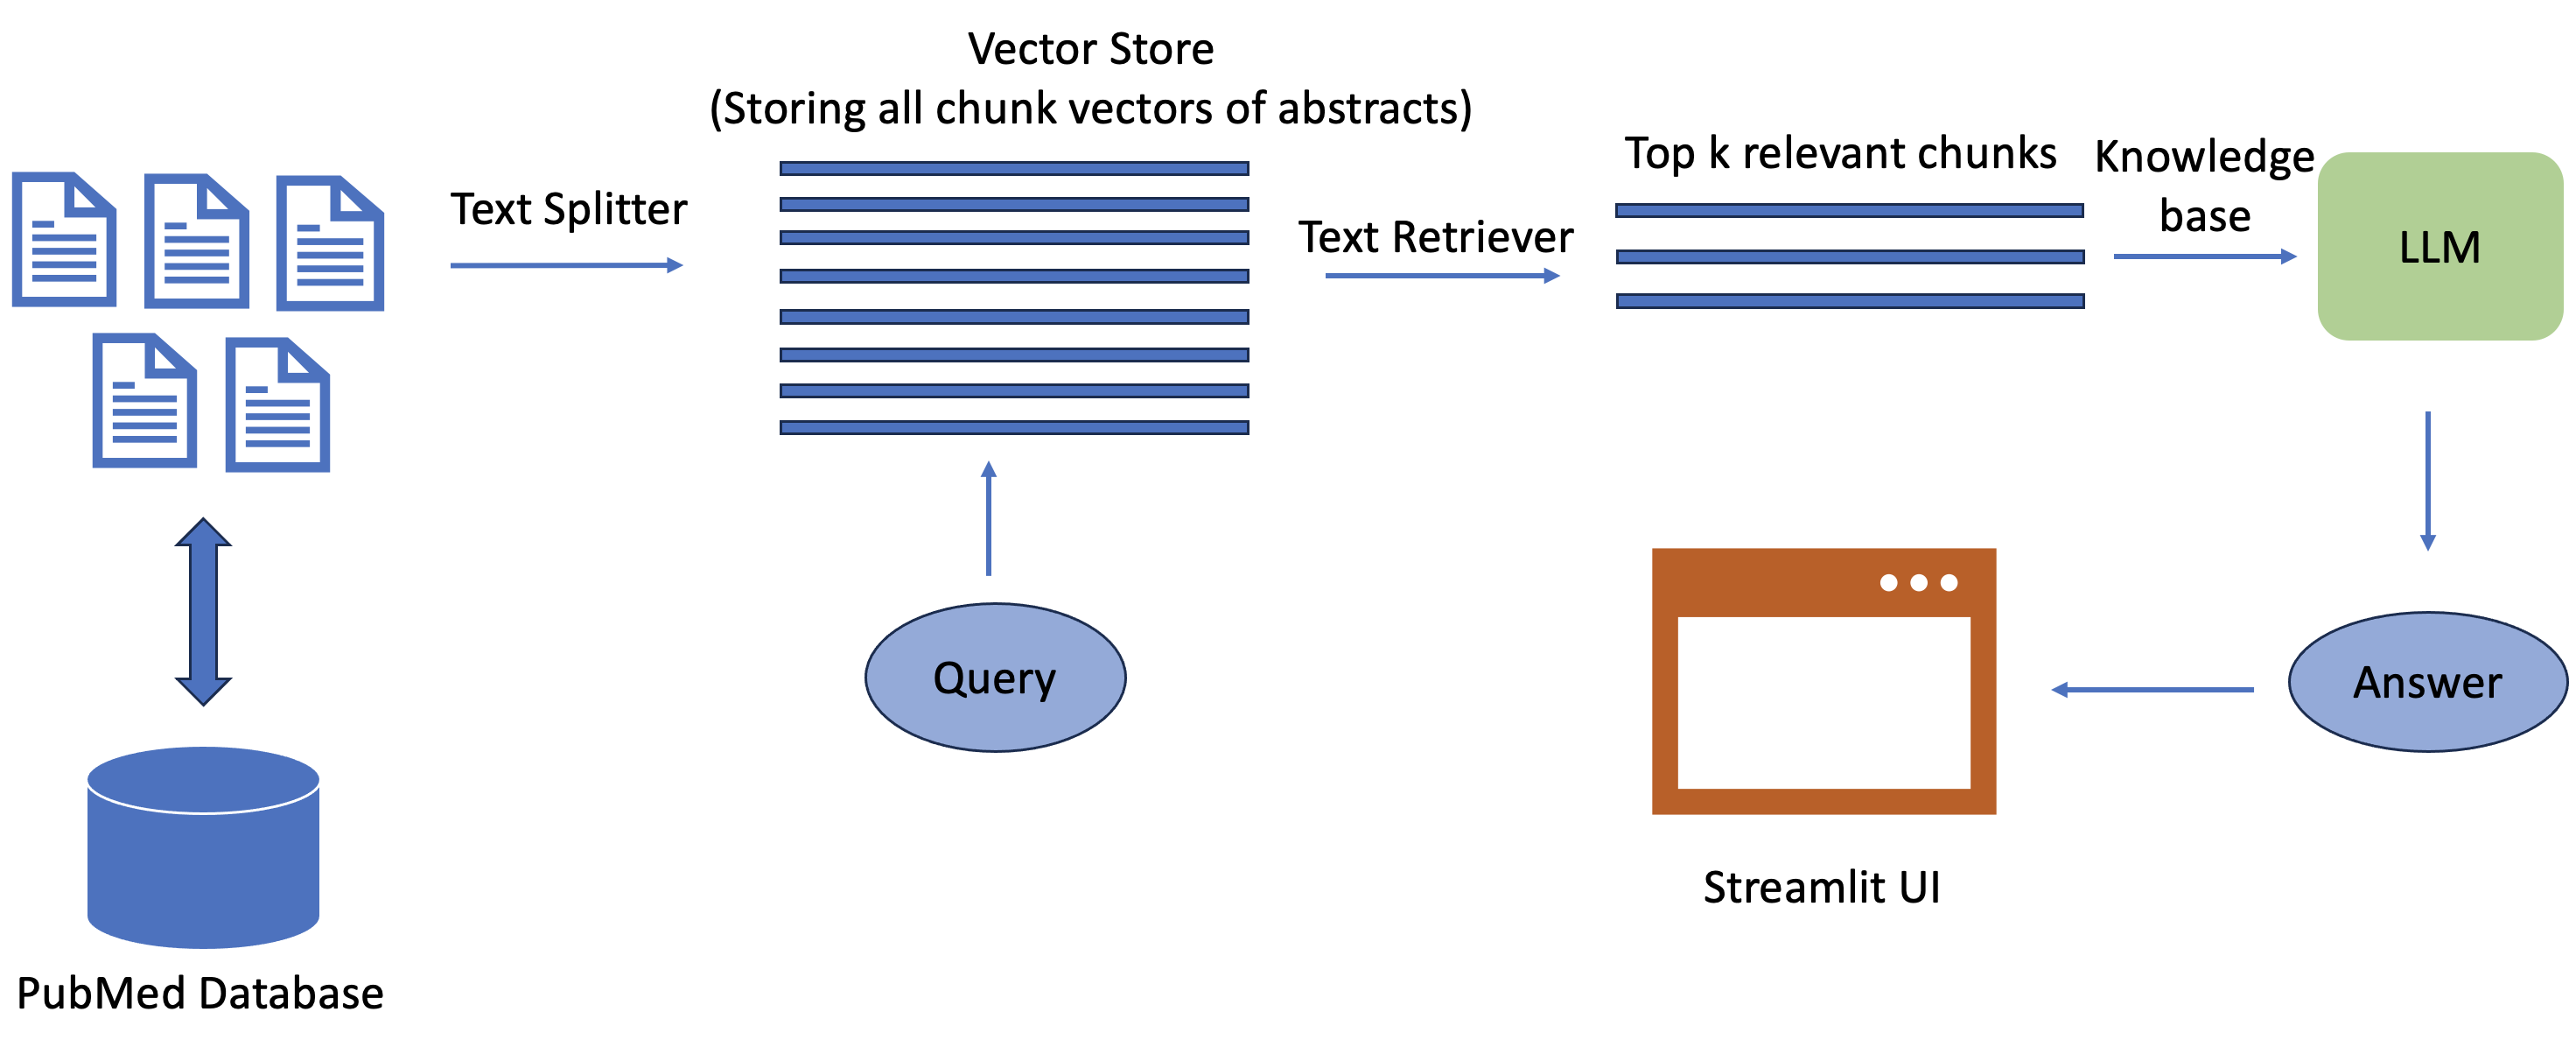 Vector Store
(Storing all chunk vectors of abstracts)
Text Splitter
Text Retriever
Top k relevant chunks
Knowledge
base
LLM
Query
Answer
Streamlit UI
PubMed Database